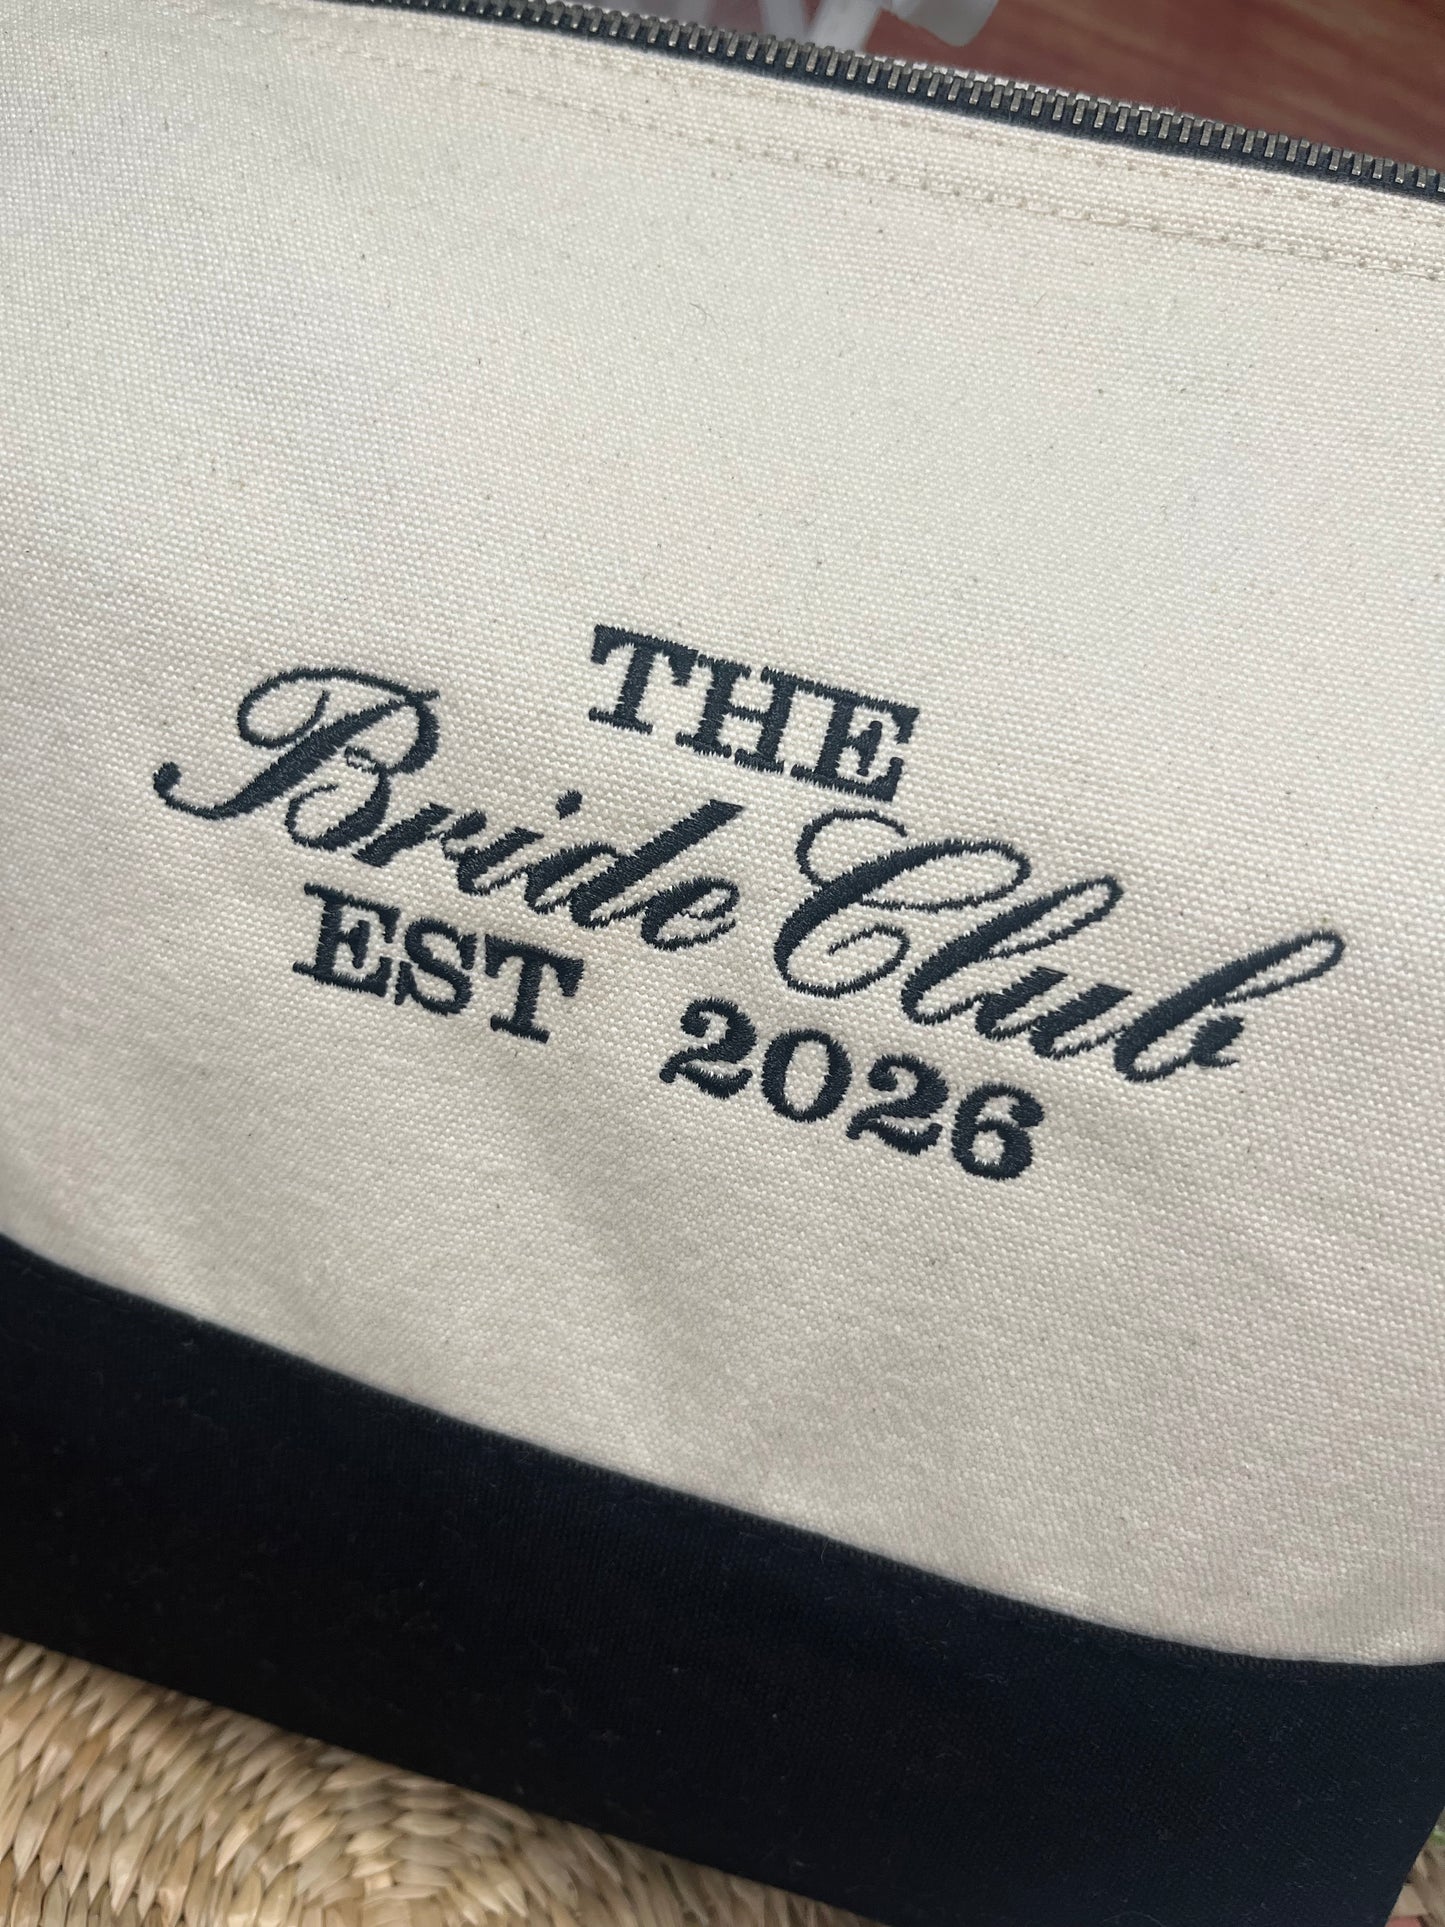 THE
Bride Club
EST 2026